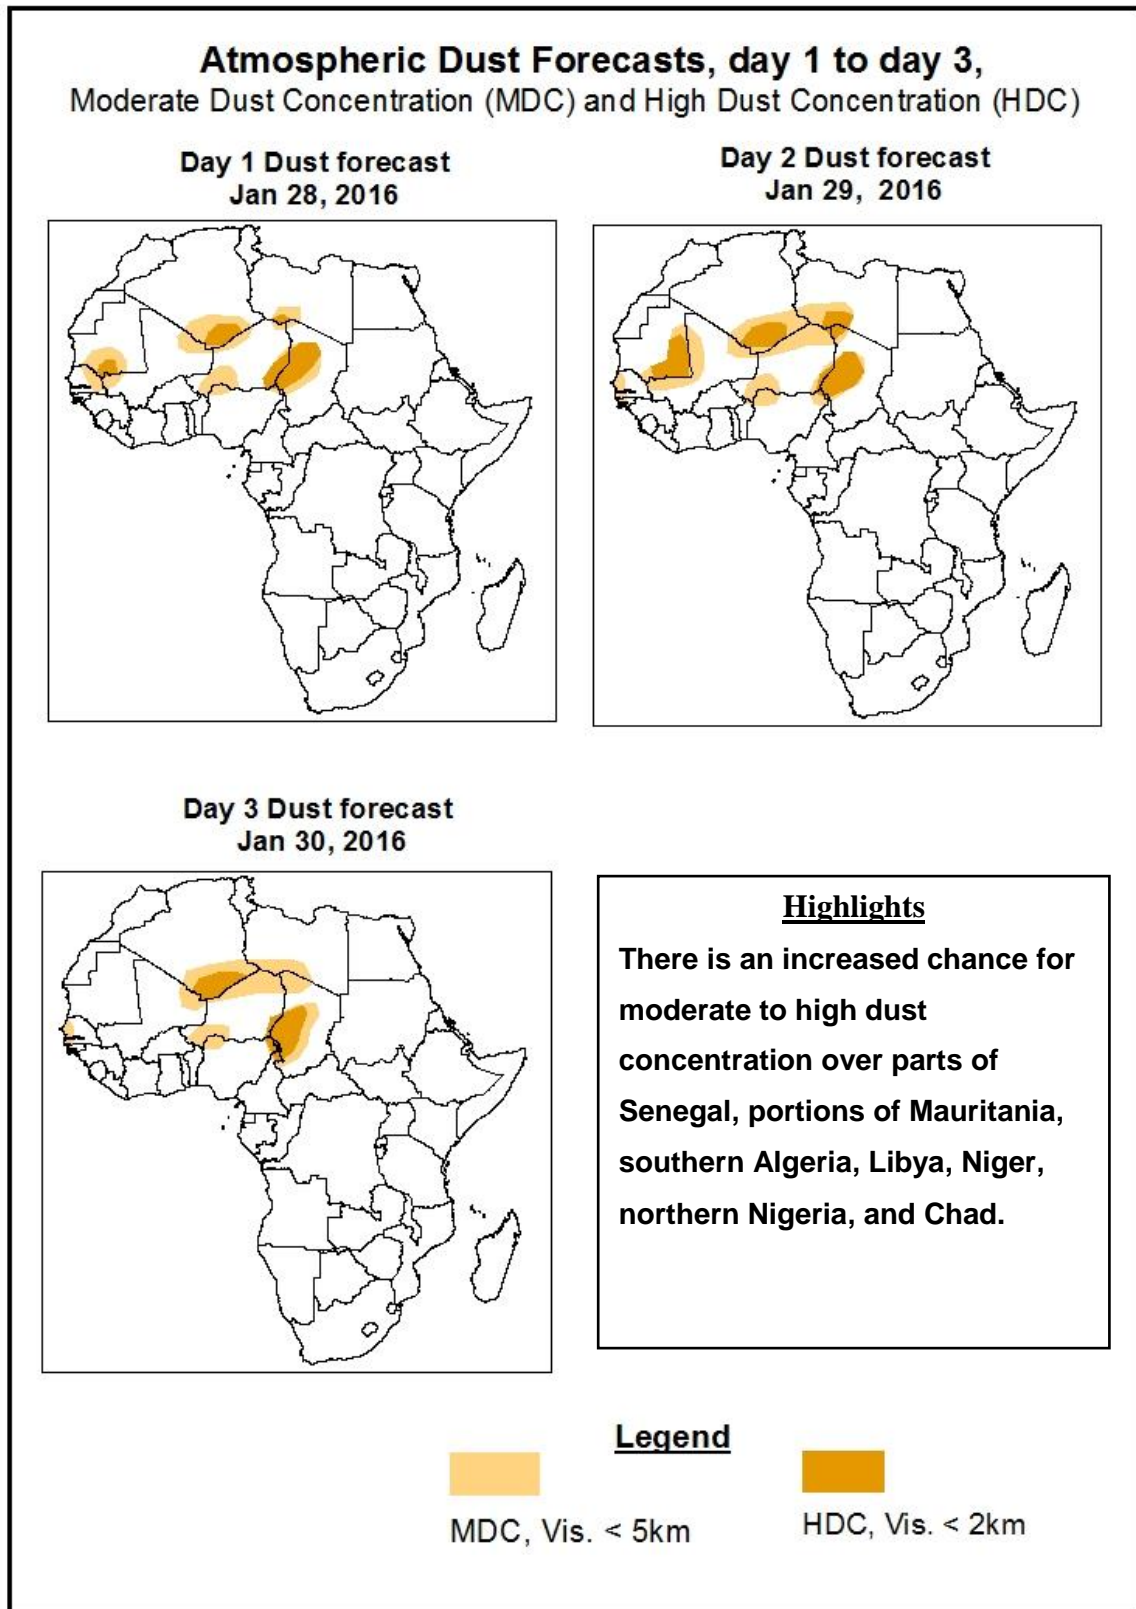 Atmospheric Dust Forecasts, day 1 to day 3,
Moderate Dust Concentration (MDC) and High Dust Concentration (HDC)
Day 1 Dust forecast
Jan 28, 2016
Day 2 Dust forecast
Jan 29, 2016
Day 3 Dust forecast
Jan 30, 2016
Highlights
There is an increased chance for
moderate to high dust
concentration over parts of
Senegal, portions of Mauritania,
southern Algeria, Libya, Niger,
northern Nigeria, and Chad.
Legend
MDC, Vis. < 5km
HDC, Vis. < 2km